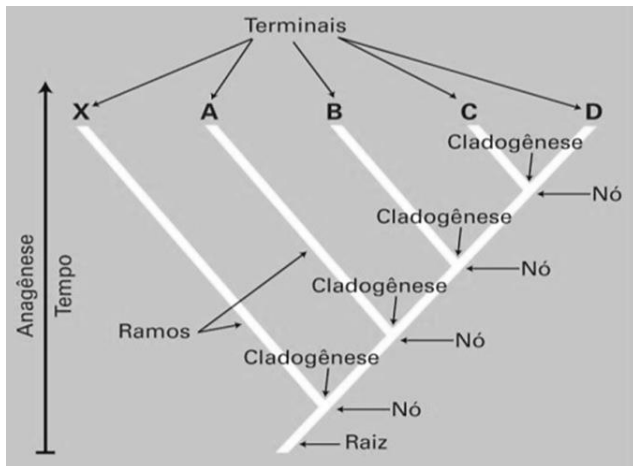 Terminais
X A B C D
Cladogênese
Nó
Cladogênese
Nó
Cladogênese
Nó
Ramos
Cladogênese
Nó
Raiz
Anagênese
Tempo